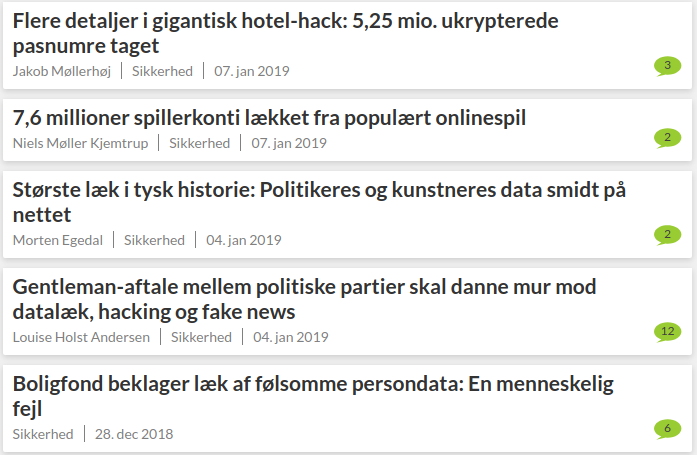 Flere detaljer i gigantisk hotel-hack: 5,25 mio. ukrypterede
pasnumre taget
Jakob Møllerhøj | Sikkerhed | 07. jan 2019
3
7,6 millioner spillerkonti lækket fra populært onlinespil
Niels Møller Kjemtrup | Sikkerhed | 07. jan 2019
2
Største læk i tysk historie: Politikeres og kunstneres data smidt på
nettet
Morten Egedal | Sikkerhed | 04. jan 2019
2
Gentleman-aftale mellem politiske partier skal danne mur mod
datalæk, hacking og fake news
Louise Holst Andersen | Sikkerhed | 04. jan 2019
12
Boligfond beklager læk af følsomme persondata: En menneskelig
fejl
Sikkerhed | 28. dec 2018
6